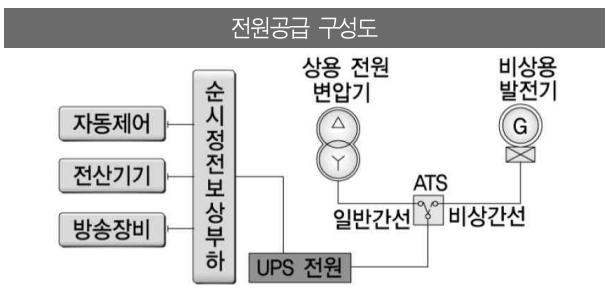 전원공급 구성도
상용 전원
변압기
비상용
발전기
순시정전보상부하
자동제어
전산기기
방송장비
△
Y
G
ATS
일반간선
비상간선
UPS 전원